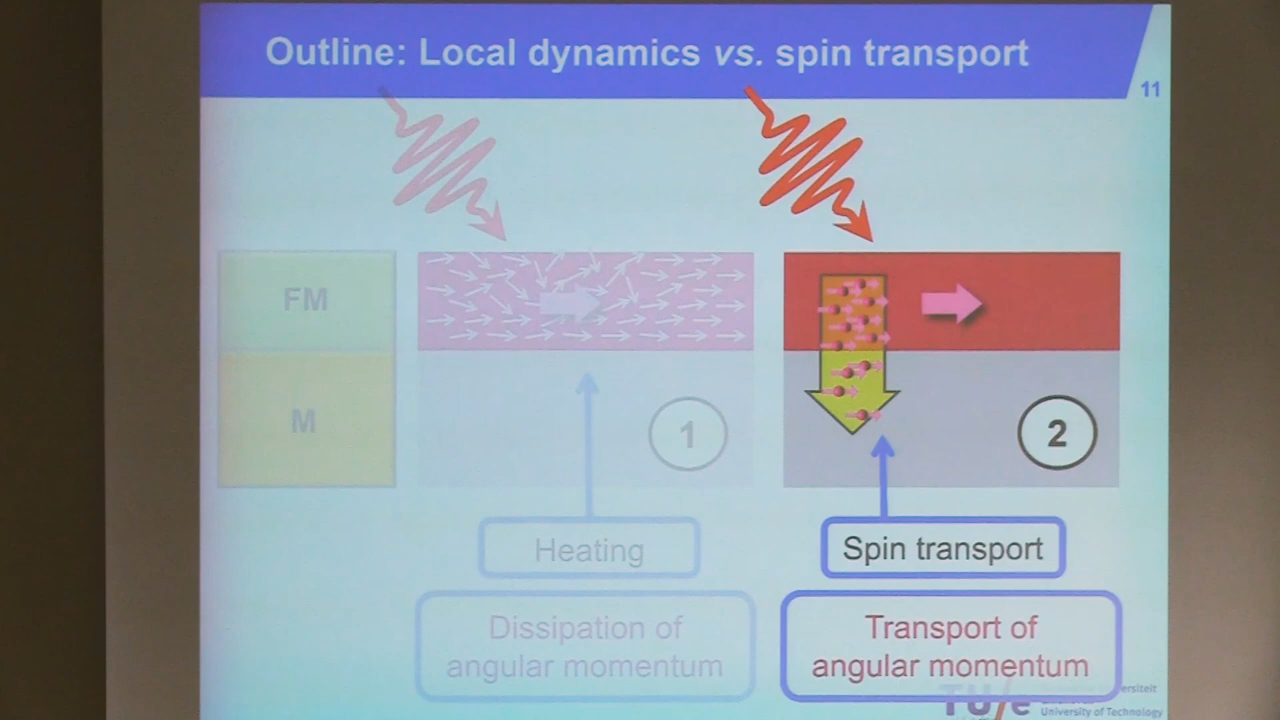 Outline: Local dynamics vs. spin transport
11
FM
M
1
2
Heating
Spin transport
Dissipation of
angular momentum
Transport of
angular momentum
TU/e
University of Technology